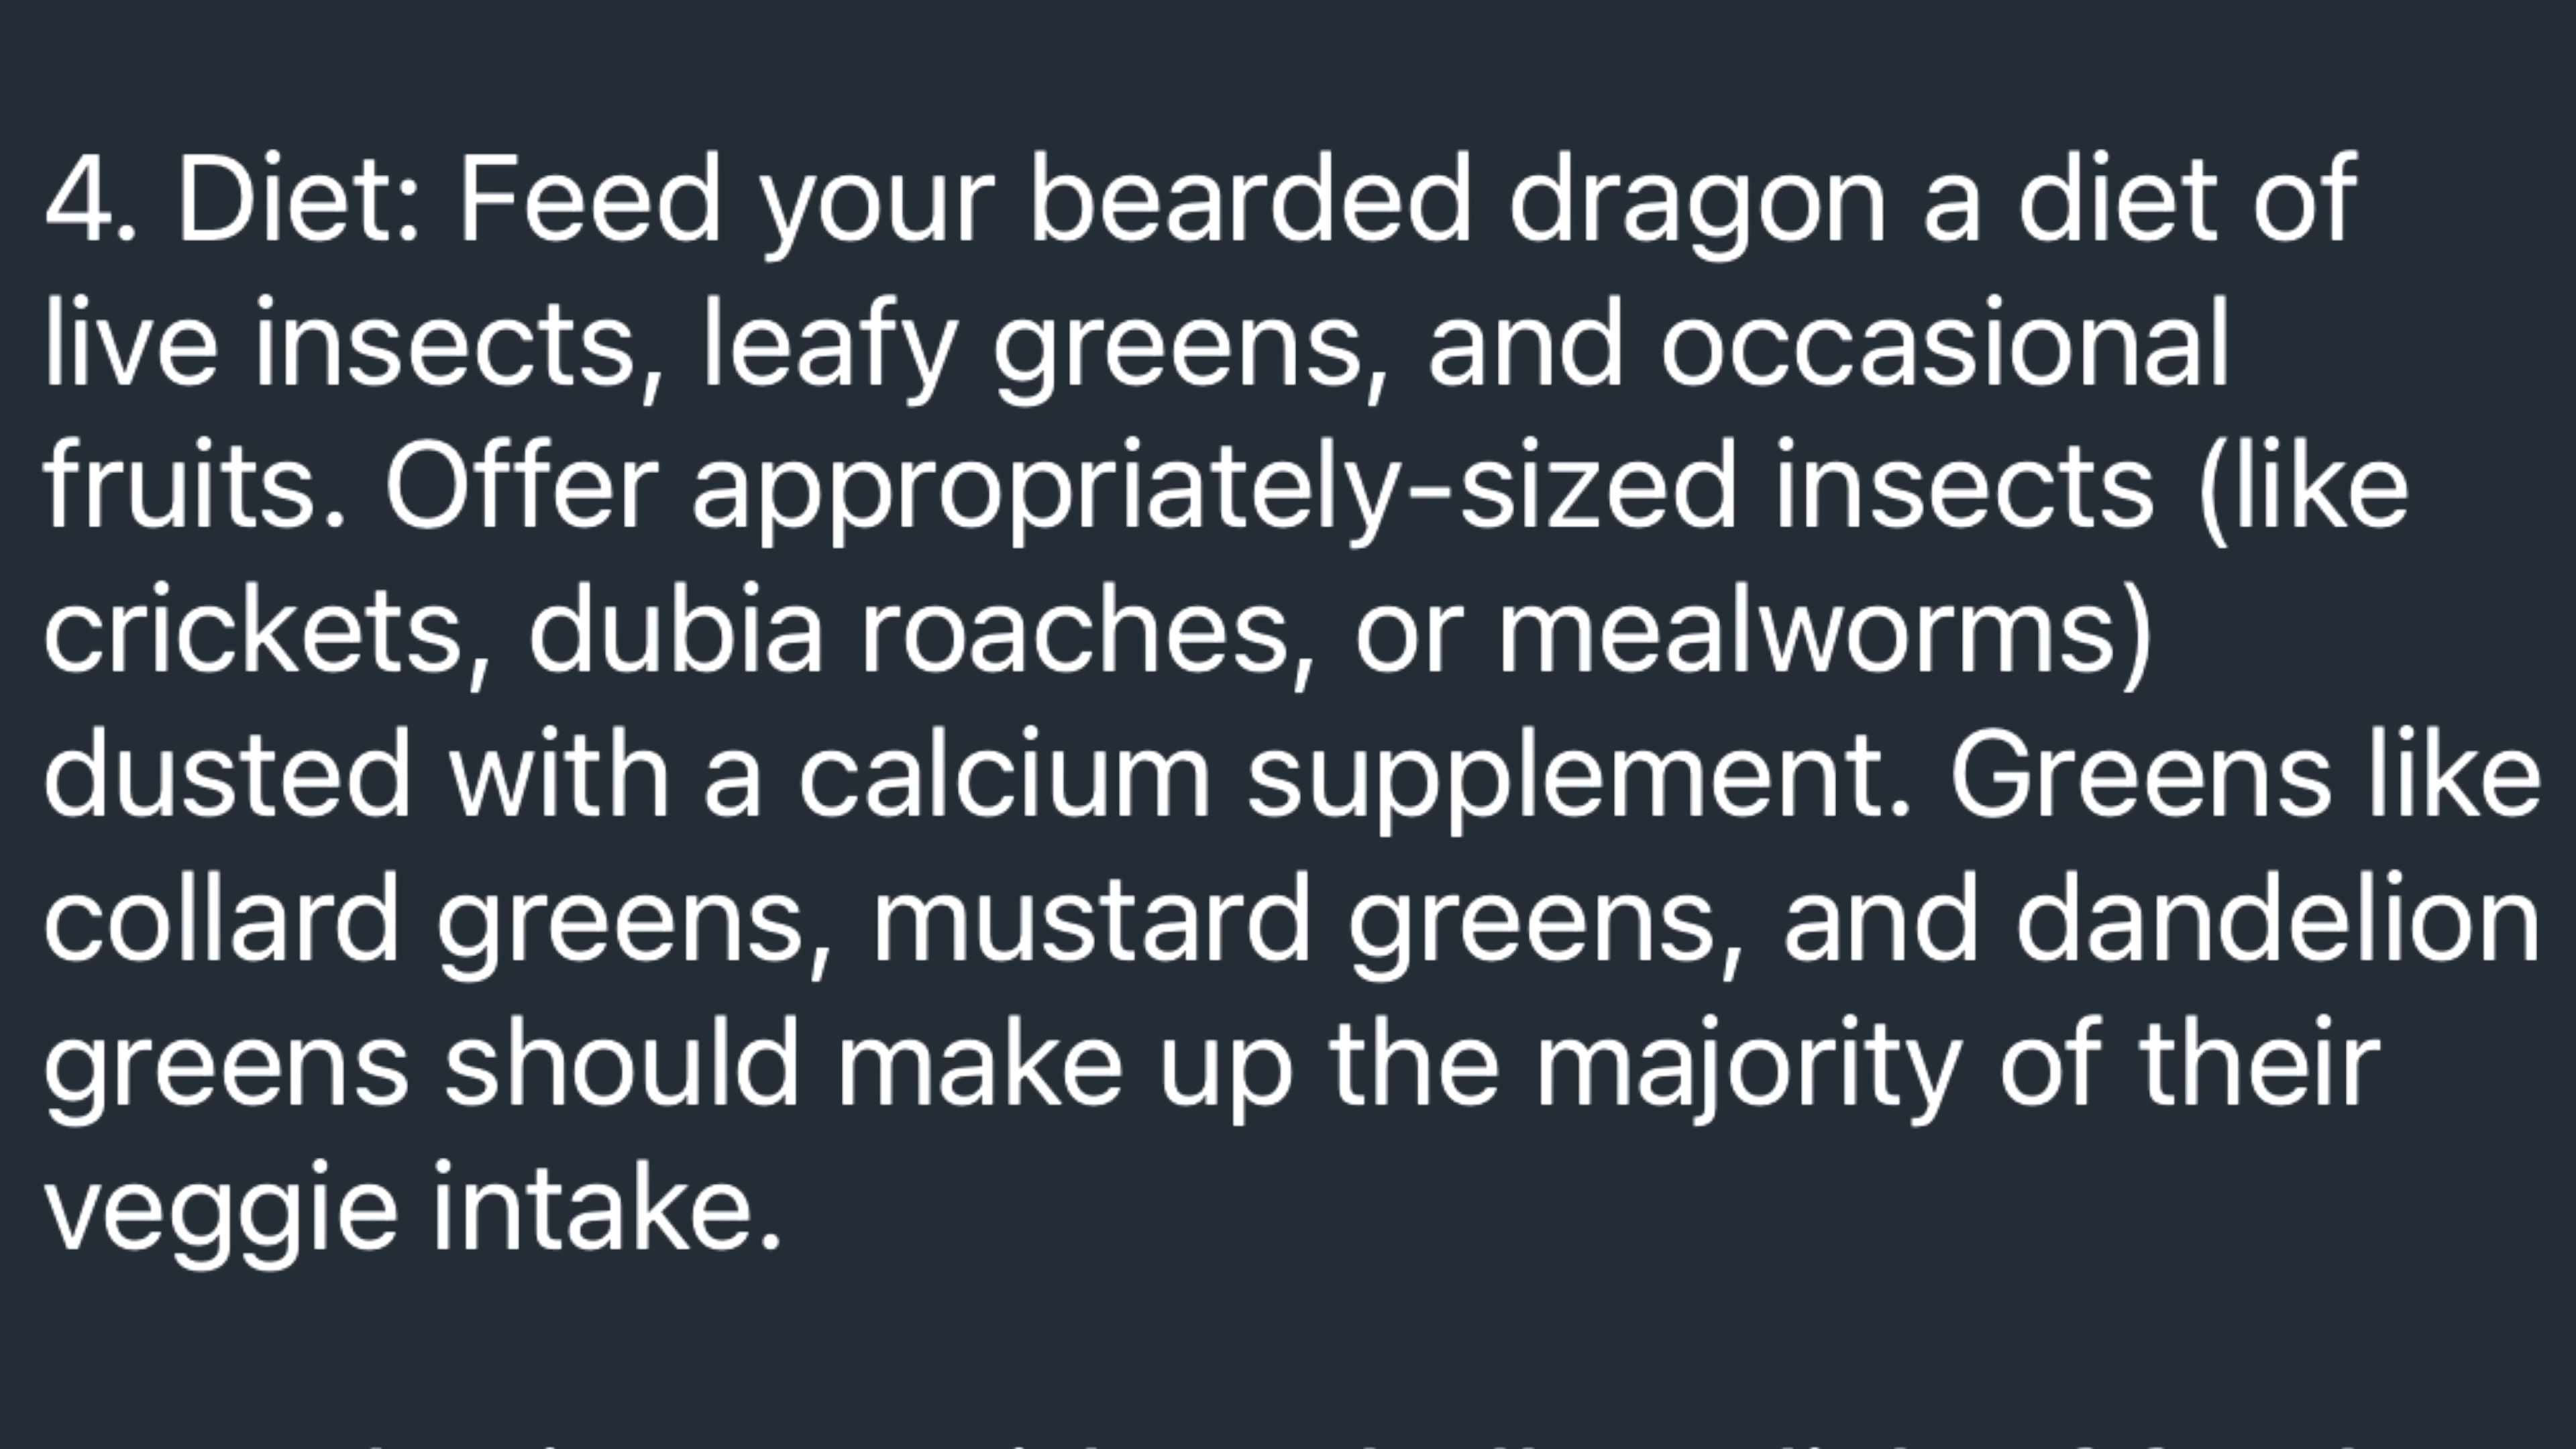 4. Diet: Feed your bearded dragon a diet of
live insects, leafy greens, and occasional
fruits. Offer appropriately-sized insects (like
crickets, dubia roaches, or mealworms)
dusted with a calcium supplement. Greens like
collard greens, mustard greens, and dandelion
greens should make up the majority of their
veggie intake.